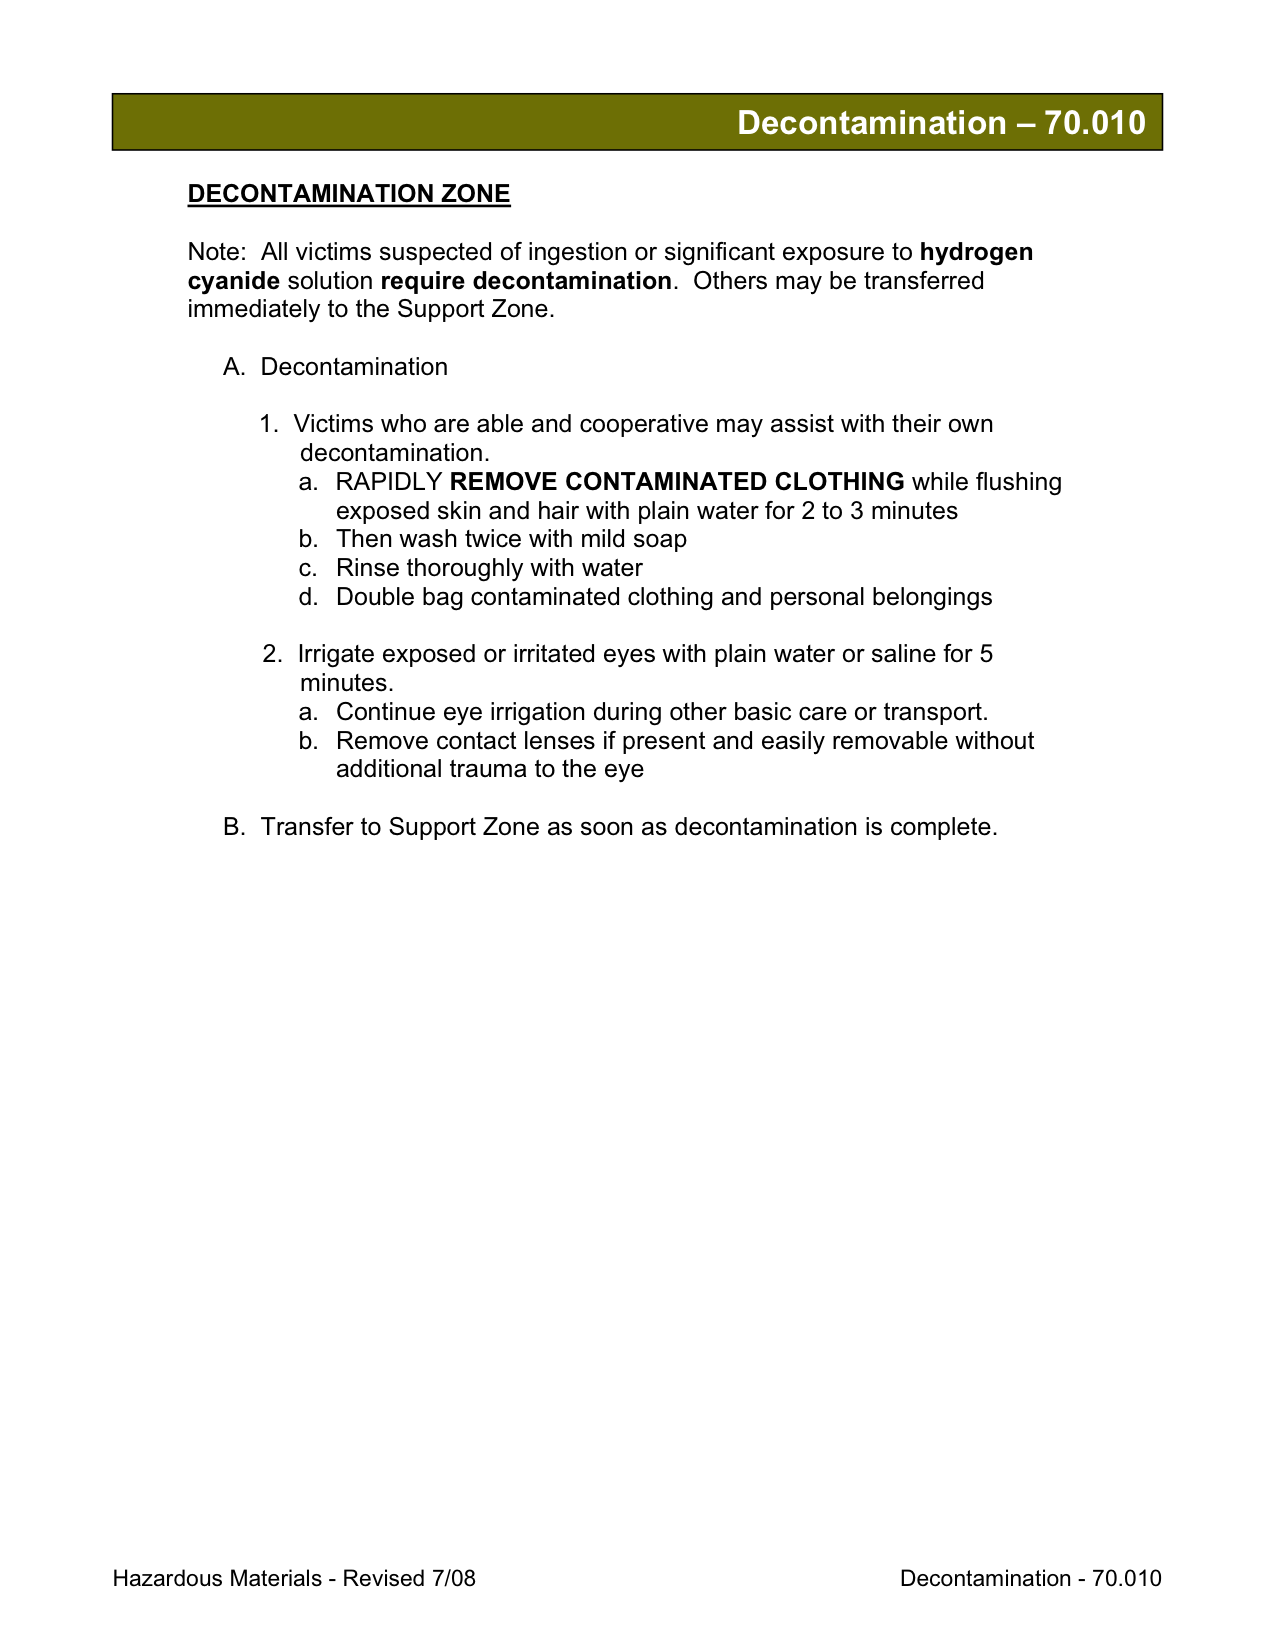 Decontamination – 70.010
DECONTAMINATION ZONE
Note:  All victims suspected of ingestion or significant exposure to hydrogen
cyanide solution require decontamination.  Others may be transferred
immediately to the Support Zone.
A.  Decontamination
1.  Victims who are able and cooperative may assist with their own
decontamination.
a.  RAPIDLY REMOVE CONTAMINATED CLOTHING while flushing
exposed skin and hair with plain water for 2 to 3 minutes
b.  Then wash twice with mild soap
c.  Rinse thoroughly with water
d.  Double bag contaminated clothing and personal belongings
2.  Irrigate exposed or irritated eyes with plain water or saline for 5
minutes.
a.  Continue eye irrigation during other basic care or transport.
b.  Remove contact lenses if present and easily removable without
additional trauma to the eye
B.  Transfer to Support Zone as soon as decontamination is complete.
Hazardous Materials - Revised 7/08
Decontamination - 70.010